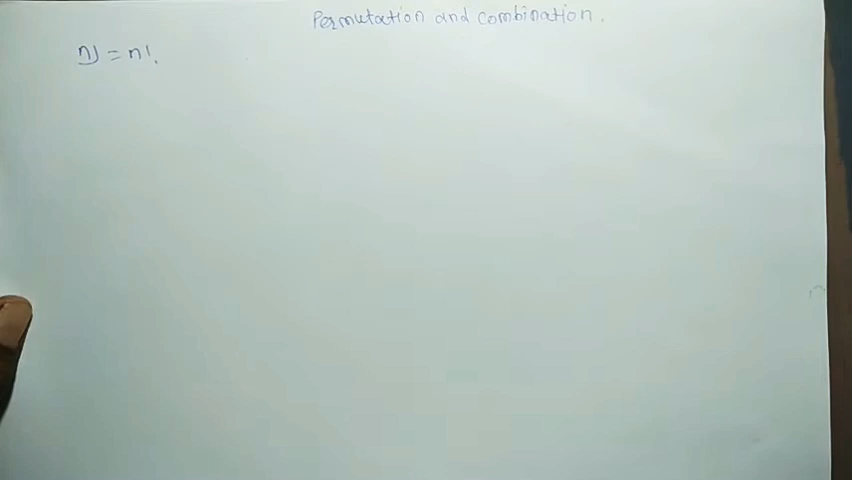 Permutation and Combination.
n⅃ = n!.